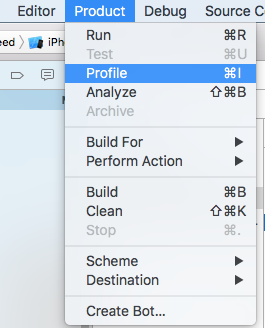 Editor Product Debug Source C
eed iPh
Run ⌘R
Test ⌘U
Profile ⌘I
Analyze ⇧⌘B
Archive
Build For
Perform Action
Build ⌘B
Clean ⇧⌘K
Stop ⌘.
Scheme
Destination
Create Bot...